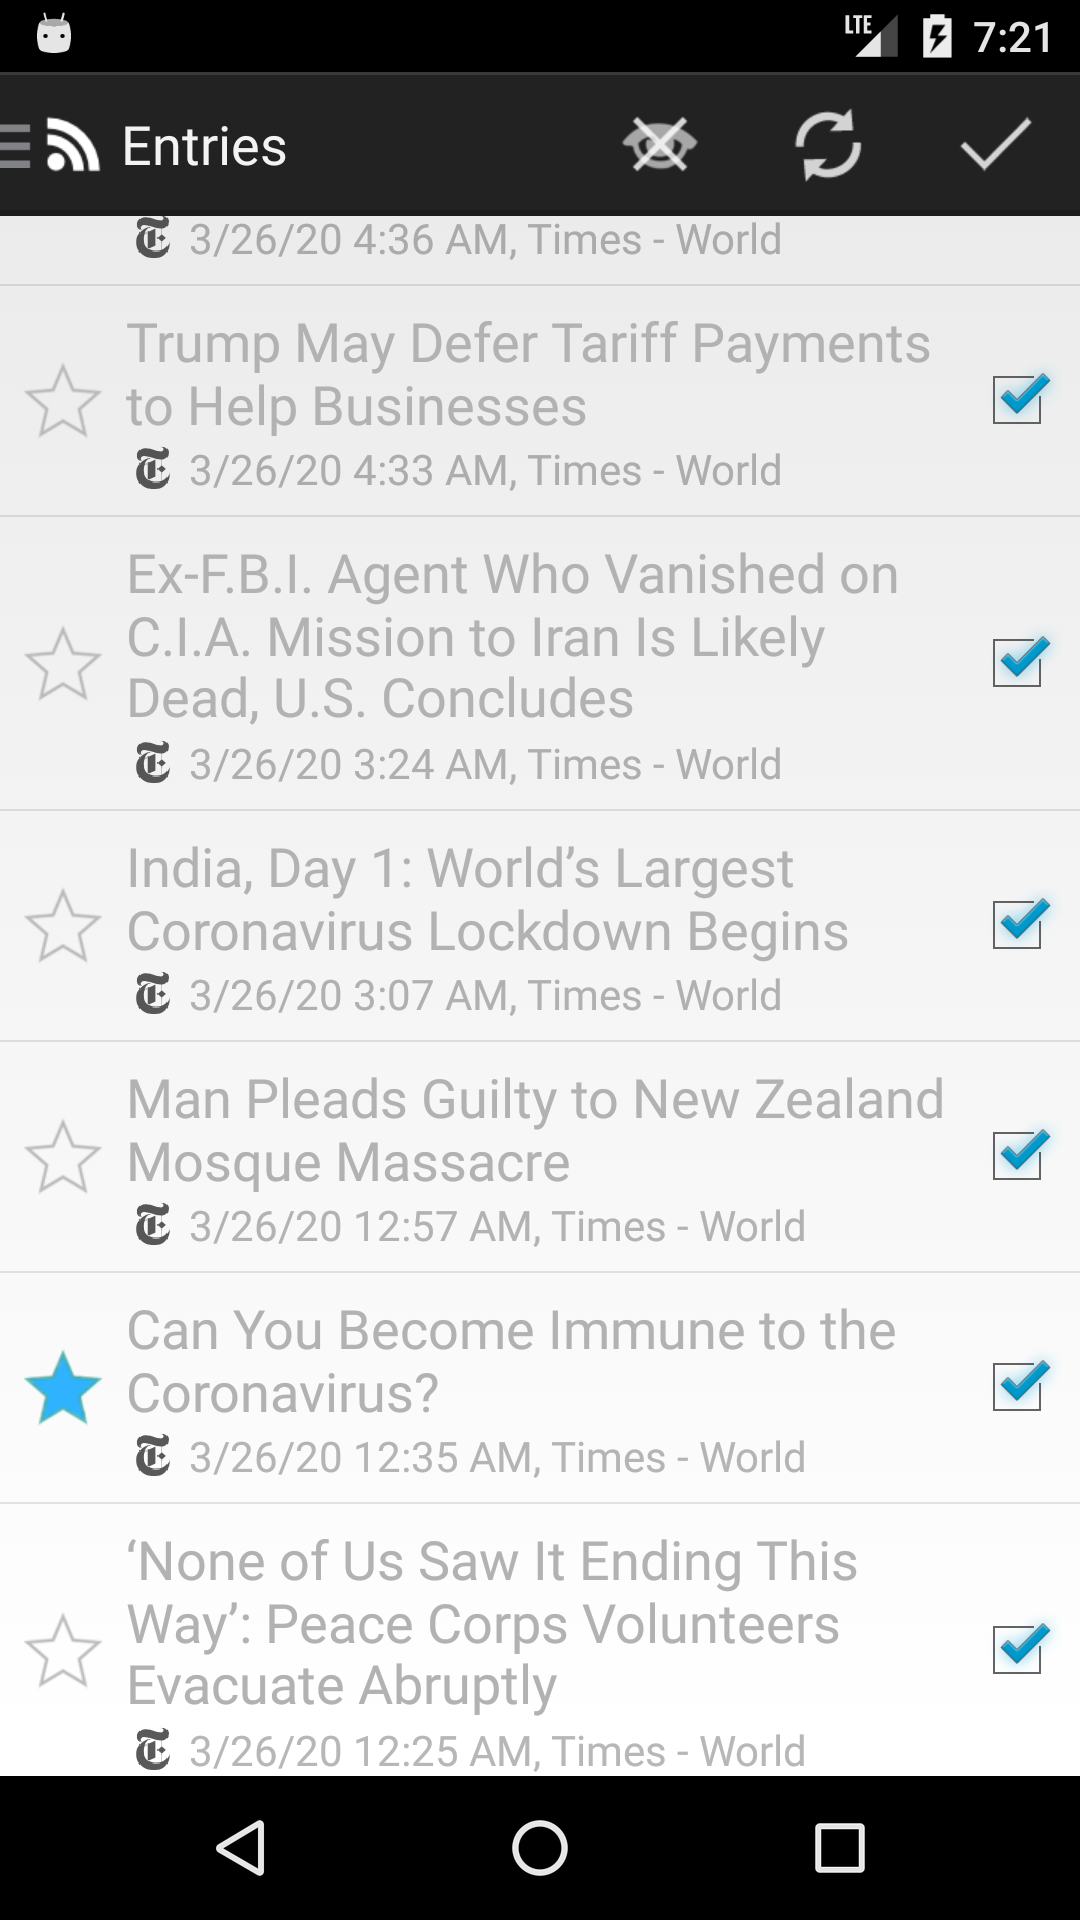 LTE 7:21
Entries
3/26/20 4:36 AM, Times - World
Trump May Defer Tariff Payments
to Help Businesses
3/26/20 4:33 AM, Times - World
Ex-F.B.I. Agent Who Vanished on
C.I.A. Mission to Iran Is Likely
Dead, U.S. Concludes
3/26/20 3:24 AM, Times - World
India, Day 1: World’s Largest
Coronavirus Lockdown Begins
3/26/20 3:07 AM, Times - World
Man Pleads Guilty to New Zealand
Mosque Massacre
3/26/20 12:57 AM, Times - World
Can You Become Immune to the
Coronavirus?
3/26/20 12:35 AM, Times - World
‘None of Us Saw It Ending This
Way’: Peace Corps Volunteers
Evacuate Abruptly
3/26/20 12:25 AM, Times - World